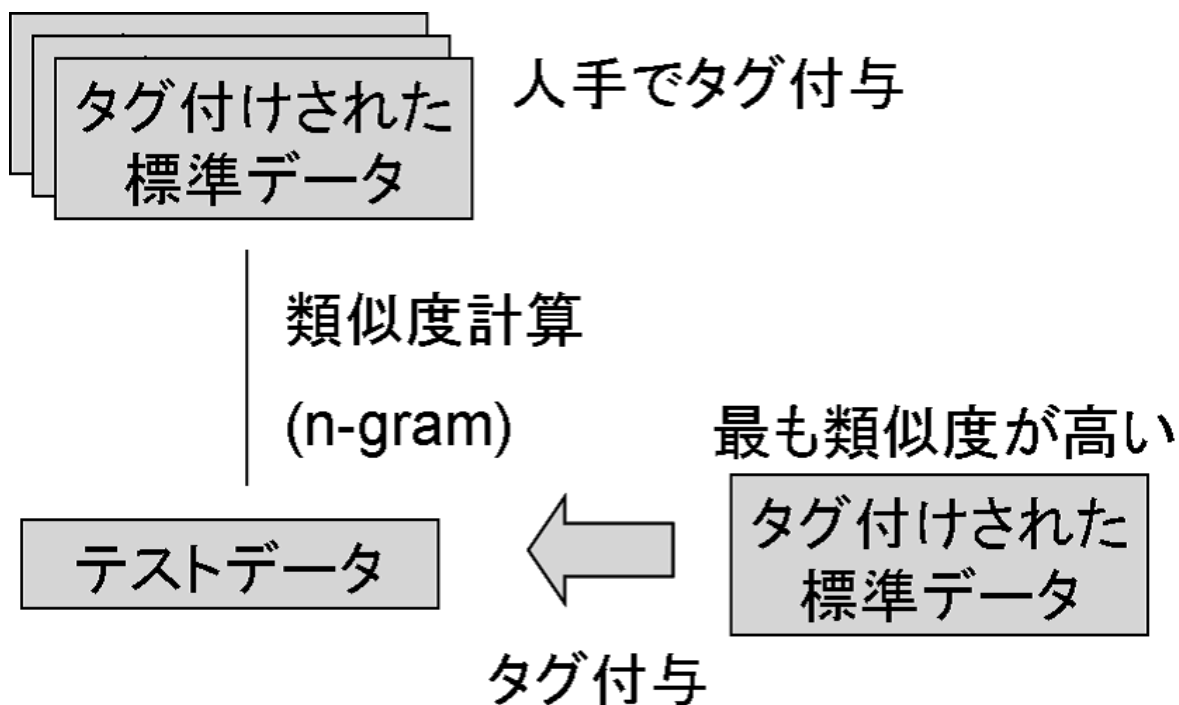 タグ付けされた
標準データ
人手でタグ付与
類似度計算
(n-gram)
最も類似度が高い
タグ付けされた
標準データ
テストデータ
タグ付与